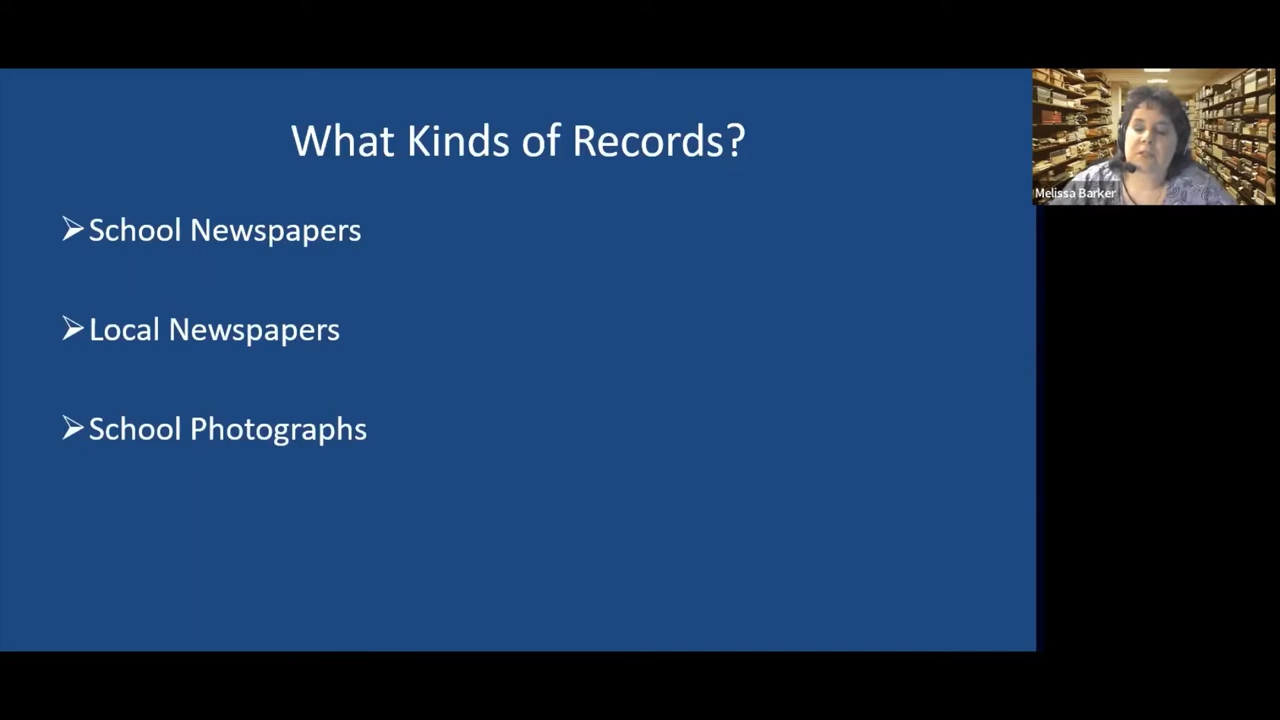 What Kinds of Records?
School Newspapers
Local Newspapers
School Photographs
Melissa Barker